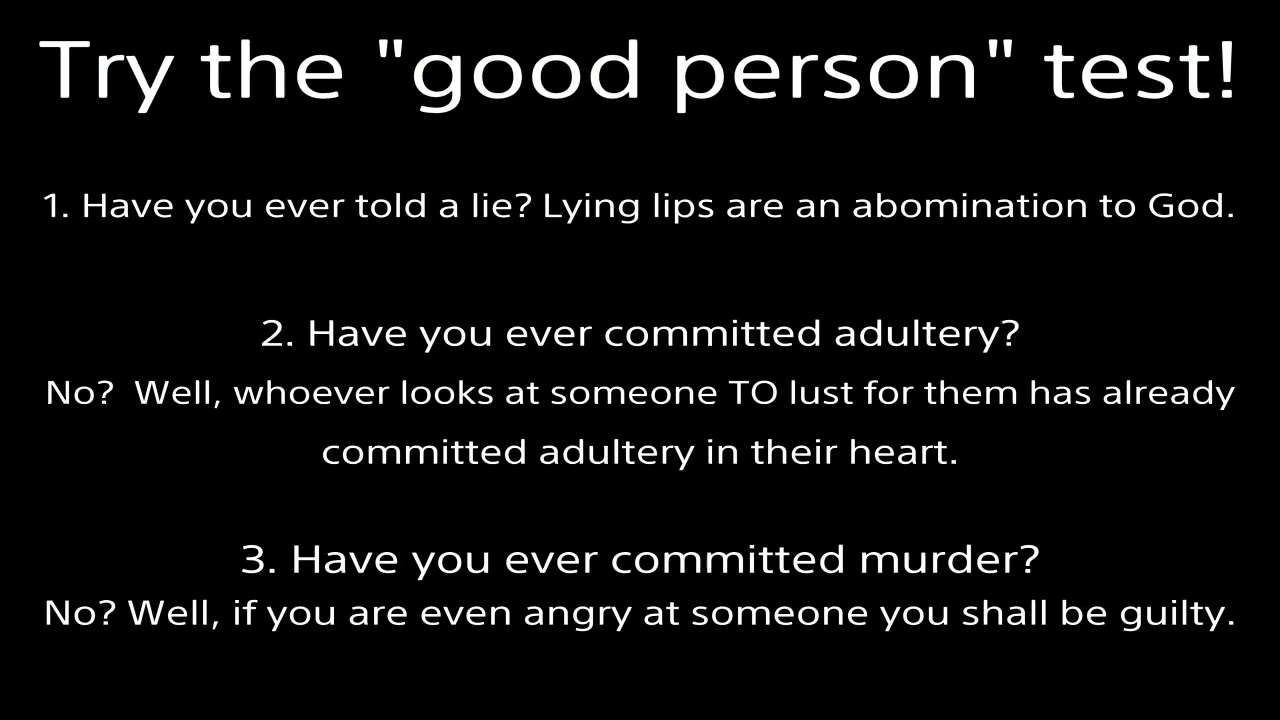 Try the "good person" test!
1. Have you ever told a lie? Lying lips are an abomination to God.
2. Have you ever committed adultery?
No?  Well, whoever looks at someone TO lust for them has already
committed adultery in their heart.
3. Have you ever committed murder?
No? Well, if you are even angry at someone you shall be guilty.